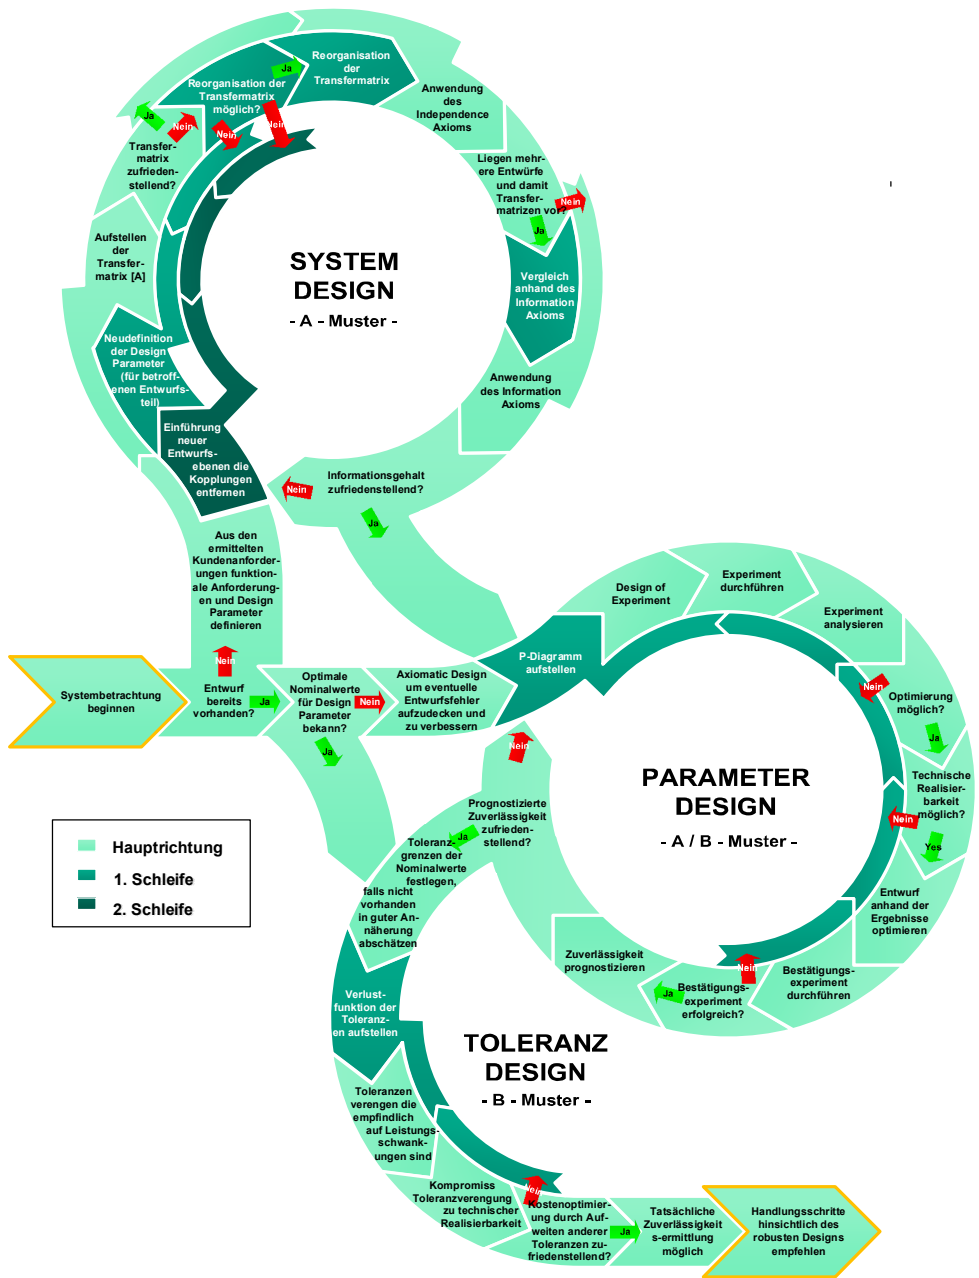 Reorganisation
der
Transfermatrix
Ja
Reorganisation der
Transfermatrix
möglich?
Anwendung
des
Independence
Axioms
Ja
Nein
Nein
Nein
Transfer-
matrix
zufrieden-
stellend?
Liegen mehr-
ere Entwürfe
und damit
Transfer-
matrizen vor?
Nein
Ja
Aufstellen
der
Transfer-
matrix [A]
SYSTEM
DESIGN
- A - Muster -
Vergleich
anhand des
Information
Axioms
Neudefinition
der Design
Parameter
(für betroff-
enen Entwurfs-
teil)
Anwendung
des Information
Axioms
Einführung
neuer
Entwurfs-
ebenen die
Kopplungen
entfernen
Informationsgehalt
zufriedenstellend?
Nein
Ja
Aus den
ermittelten
Kundenanforder-
ungen funktion-
ale Anforderung-
en und Design
Parameter
definieren
Nein
Systembetrachtung
beginnen
Entwurf
bereits
vorhanden?
Ja
Optimale
Nominalwerte
für Design
Parameter
bekann?
Nein
Ja
Axiomatic Design
um eventuelle
Entwurfsfehler
aufzudecken und
zu verbessern
P-Diagramm
aufstellen
Design of
Experiment
Experiment
durchführen
Experiment
analysieren
Nein
Optimierung
möglich?
Ja
Technische
Realisier-
barkeit
möglich?
Nein
Yes
PARAMETER
DESIGN
- A / B - Muster -
Entwurf
anhand der
Ergebnisse
optimieren
Bestätigungs-
experiment
durchführen
Nein
Bestätigungs-
experiment
erfolgreich?
Ja
Zuverlässigkeit
prognostizieren
Nein
Prognostizierte
Zuverlässigkeit
zufrieden-
stellend?
Ja
Toleranz-
grenzen der
Nominalwerte
festlegen,
falls nicht
vorhanden
in guter An-
näherung
abschätzen
Hauptrichtung
1. Schleife
2. Schleife
Verlust-
funktion der
Toleranz-
en aufstellen
TOLERANZ
DESIGN
- B - Muster -
Toleranzen
verengen die
empfindlich
auf Leistungs-
schwank-
ungen sind
Kompromiss
Toleranzverengung
zu technischer
Realisierbarkeit
Nein
Kostenoptimier-
ung durch Auf-
weiten anderer
Toleranzen zu-
friedenstellend?
Ja
Tatsächliche
Zuverlässigkeit
s-ermittlung
möglich
Handlungsschritte
hinsichtlich des
robusten Designs
empfehlen